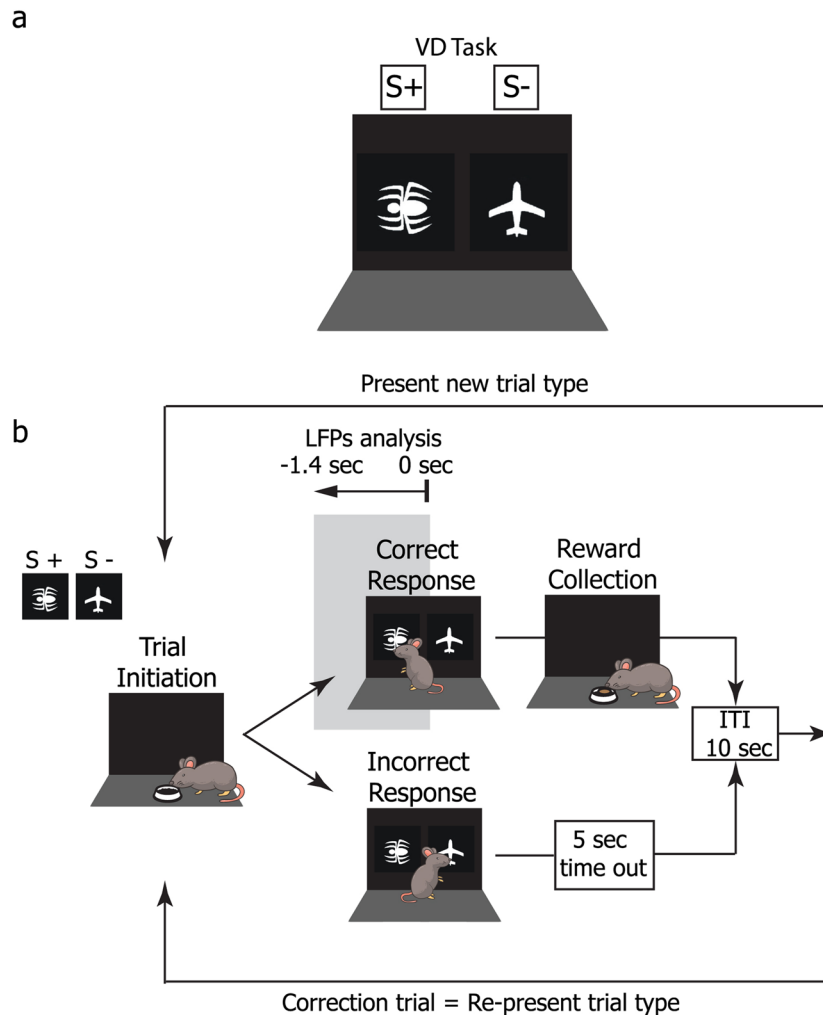 a
VD Task
S+ S-
Present new trial type
b
LFPs analysis
-1.4 sec 0 sec
S + S -
Correct
Response
Reward
Collection
Trial
Initiation
ITI
10 sec
Incorrect
Response
5 sec
time out
Correction trial = Re-present trial type